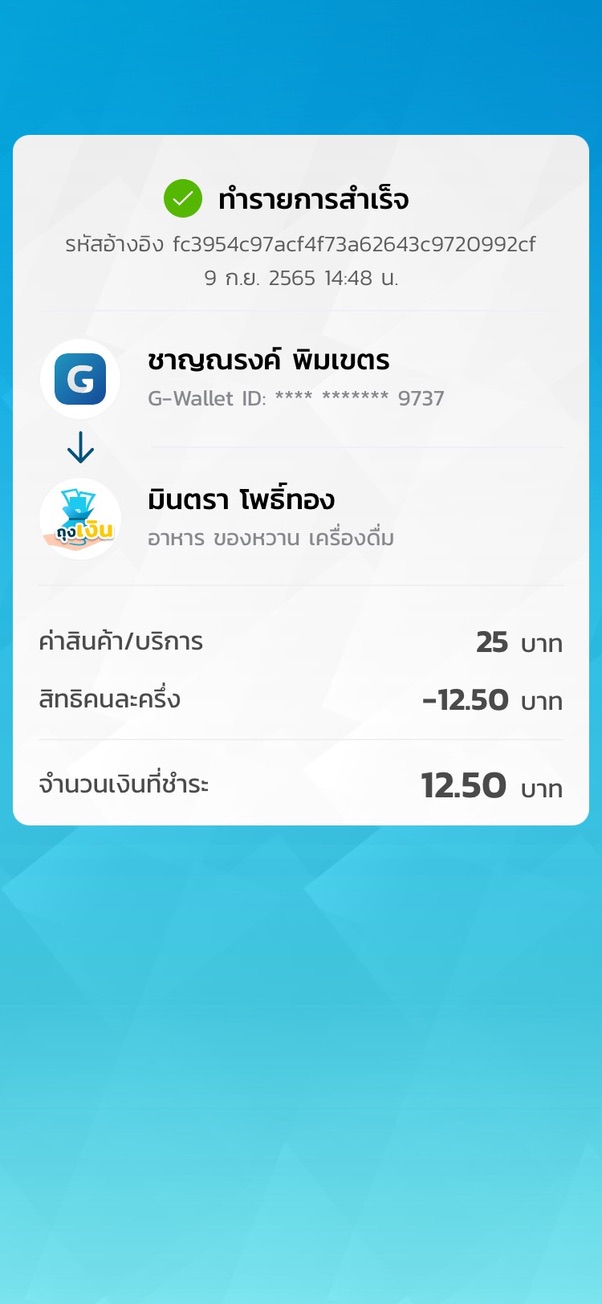 ทำรายการสำเร็จ
รหัสอ้างอิง fc3954c97acf4f73a62643c9720992cf
9 ก.ย. 2565 14:48 น.
G
ชาญณรงค์ พิมเขตร
G-Wallet ID: **** ******* 9737
ถุงเงิน
มินตรา โพธิ์ทอง
อาหาร ของหวาน เครื่องดื่ม
ค่าสินค้า/บริการ 25 บาท
สิทธิคนละครึ่ง -12.50 บาท
จำนวนเงินที่ชำระ 12.50 บาท